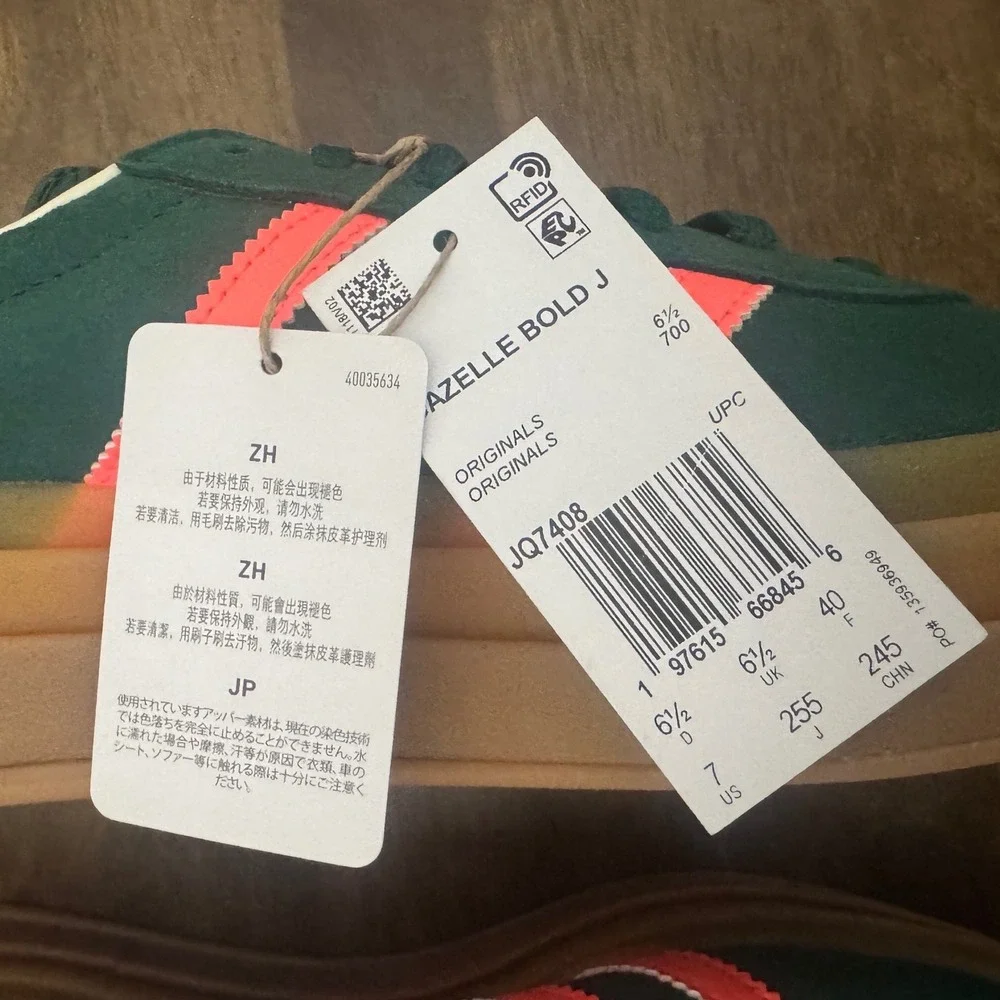 40035634
ZH
由于材料性质，可能会出现褪色
若要保持外观，请勿水洗
若要清洁，用毛刷去除污物，然后涂抹皮革护理剂
ZH
由於材料性質，可能會出現褪色
若要保持外觀，請勿水洗
若要清潔，用刷子刷去汙物，然後塗抹皮革護理劑
JP
使用されていますアッパー素材は、現在の染色技術
では色落ちを完全に止めることができません。水
に濡れた場合や摩擦、汗等が原因で衣類、車の
シート、ソファー等に触れる際は十分にご注意く
ださい。
RFID
EPC™
AZELLE BOLD J
6½
700
ORIGINALS
ORIGINALS
UPC
JQ7408
1 97615 66845 6
6½ D
6½ UK
40 F
7 US
255 J
245 CHN
PO# 135936949